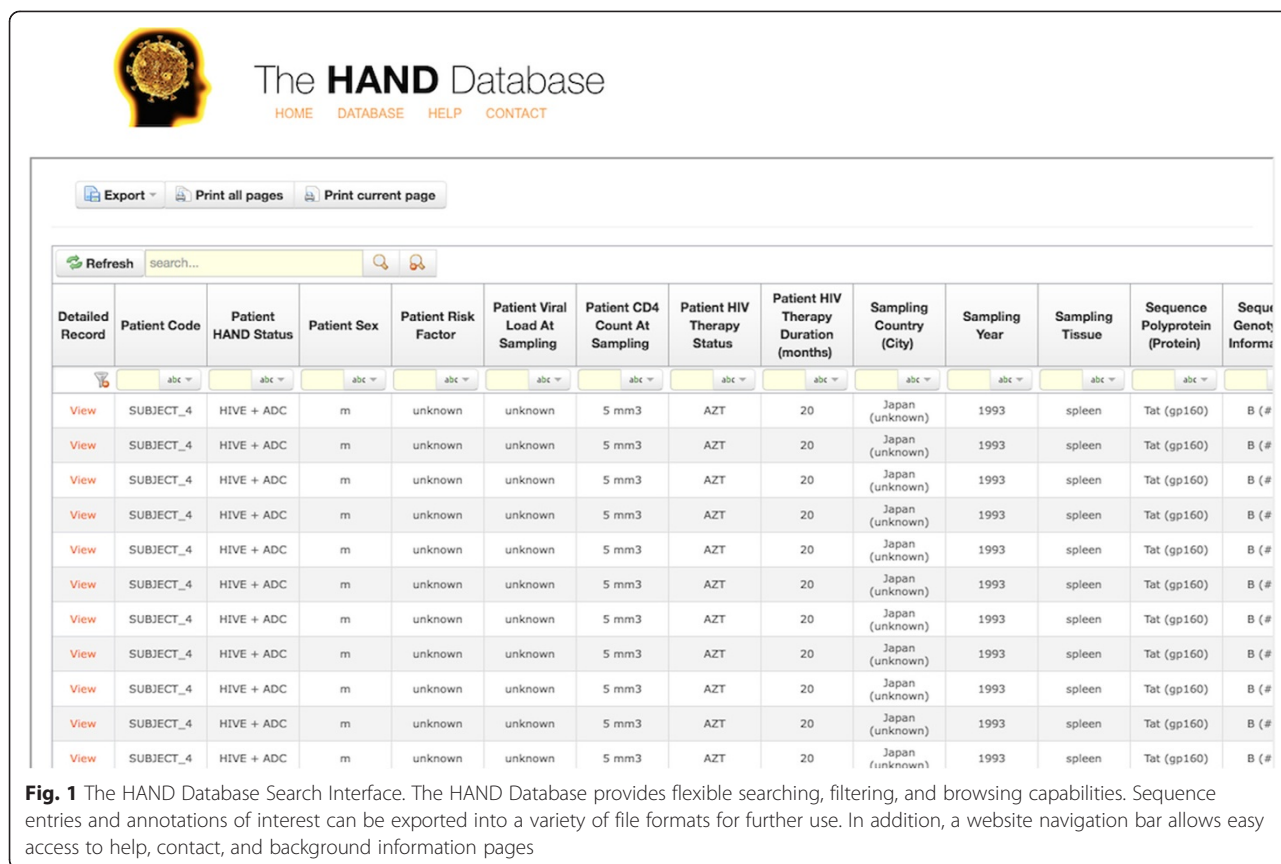 The HAND Database
HOME DATABASE HELP CONTACT
Export Print all pages Print current page
Refresh search...
Detailed Record Patient Code Patient HAND Status Patient Sex Patient Risk Factor Patient Viral Load At Sampling Patient CD4 Count At Sampling Patient HIV Therapy Status Patient HIV Therapy Duration (months) Sampling Country (City) Sampling Year Sampling Tissue Sequence Polyprotein (Protein)
abc abc abc abc abc abc abc abc abc abc abc abc
View SUBJECT_4 HIVE + ADC m unknown unknown 5 mm3 AZT 20 Japan (unknown) 1993 spleen Tat (gp160) B (#
View SUBJECT_4 HIVE + ADC m unknown unknown 5 mm3 AZT 20 Japan (unknown) 1993 spleen Tat (gp160) B (#
View SUBJECT_4 HIVE + ADC m unknown unknown 5 mm3 AZT 20 Japan (unknown) 1993 spleen Tat (gp160) B (#
View SUBJECT_4 HIVE + ADC m unknown unknown 5 mm3 AZT 20 Japan (unknown) 1993 spleen Tat (gp160) B (#
View SUBJECT_4 HIVE + ADC m unknown unknown 5 mm3 AZT 20 Japan (unknown) 1993 spleen Tat (gp160) B (#
View SUBJECT_4 HIVE + ADC m unknown unknown 5 mm3 AZT 20 Japan (unknown) 1993 spleen Tat (gp160) B (#
View SUBJECT_4 HIVE + ADC m unknown unknown 5 mm3 AZT 20 Japan (unknown) 1993 spleen Tat (gp160) B (#
View SUBJECT_4 HIVE + ADC m unknown unknown 5 mm3 AZT 20 Japan (unknown) 1993 spleen Tat (gp160) B (#
View SUBJECT_4 HIVE + ADC m unknown unknown 5 mm3 AZT 20 Japan (unknown) 1993 spleen Tat (gp160) B (#
View SUBJECT_4 HIVE + ADC m unknown unknown 5 mm3 AZT 20 Japan (unknown) 1993 spleen Tat (gp160) B (#
View SUBJECT_4 HIVE + ADC m unknown unknown 5 mm3 AZT 20 Japan (unknown) 1993 spleen Tat (gp160) B (#
Fig. 1 The HAND Database Search Interface. The HAND Database provides flexible searching, filtering, and browsing capabilities. Sequence
entries and annotations of interest can be exported into a variety of file formats for further use. In addition, a website navigation bar allows easy
access to help, contact, and background information pages